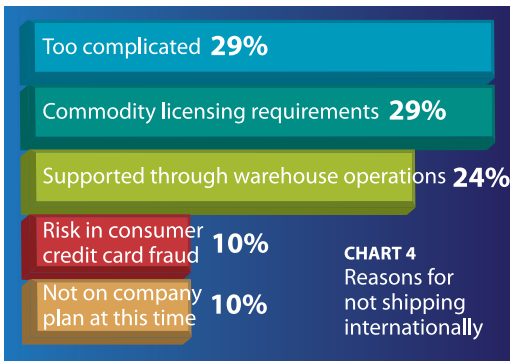 Too complicated 29%
Commodity licensing requirements 29%
Supported through warehouse operations 24%
Risk in consumer
credit card fraud 10%
Not on company
plan at this time 10%
CHART 4
Reasons for
not shipping
internationally